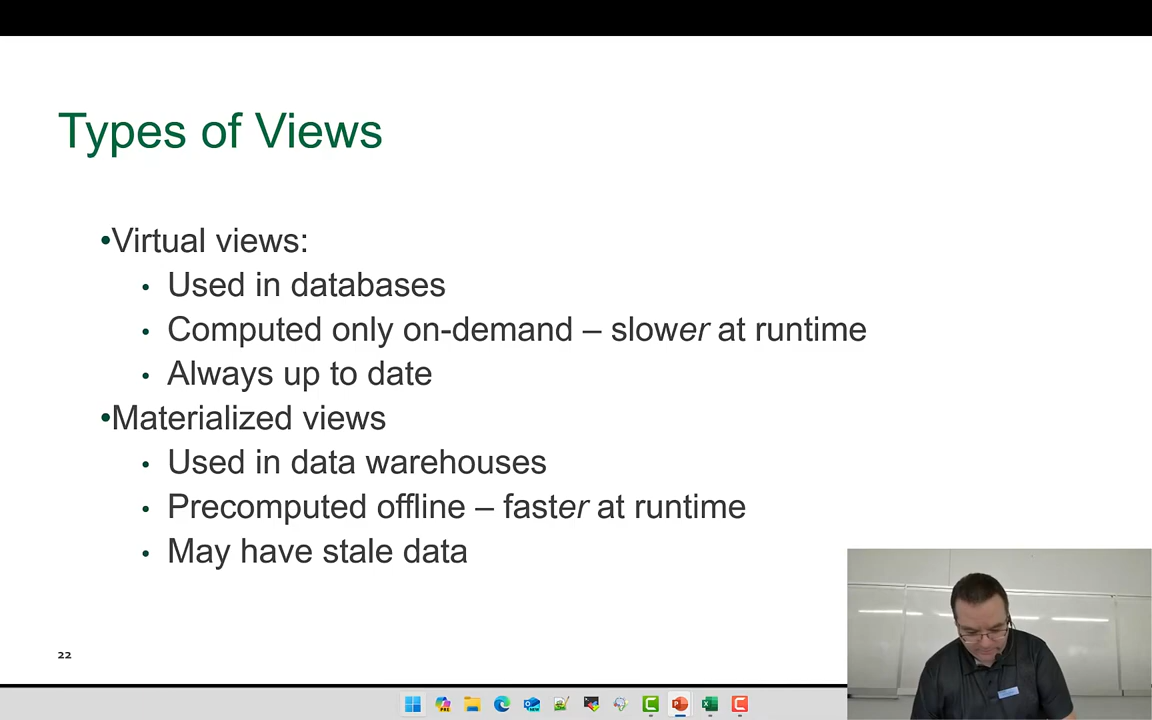 Types of Views
•Virtual views:
• Used in databases
• Computed only on-demand – slower at runtime
• Always up to date
•Materialized views
• Used in data warehouses
• Precomputed offline – faster at runtime
• May have stale data
22